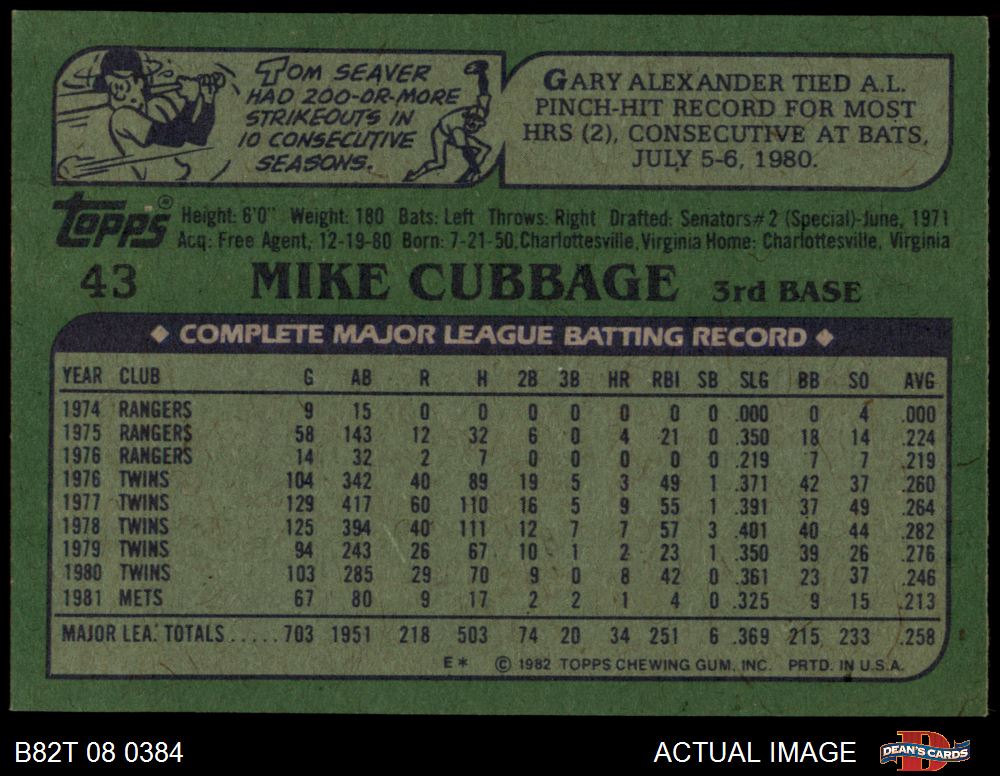 TOM SEAVER
HAD 200-OR-MORE
STRIKEOUTS IN
10 CONSECUTIVE
SEASONS.
GARY ALEXANDER TIED A.L.
PINCH-HIT RECORD FOR MOST
HRS (2), CONSECUTIVE AT BATS,
JULY 5-6, 1980.
topps®
Height: 6'0" Weight: 180 Bats: Left Throws: Right Drafted: Senators#2 (Special)-June, 1971
Acq: Free Agent, 12-19-80 Born: 7-21-50, Charlottesville, Virginia Home: Charlottesville, Virginia
43 MIKE CUBBAGE 3rd BASE
◆ COMPLETE MAJOR LEAGUE BATTING RECORD ◆
YEAR CLUB G AB R H 2B 3B HR RBI SB SLG BB SO AVG
1974 RANGERS 9 15 0 0 0 0 0 0 0 .000 0 4 .000
1975 RANGERS 58 143 12 32 6 0 4 21 0 .350 18 14 .224
1976 RANGERS 14 32 2 7 0 0 0 0 0 .219 7 7 .219
1976 TWINS 104 342 40 89 19 5 3 49 1 .371 42 37 .260
1977 TWINS 129 417 60 110 16 5 9 55 1 .391 37 49 .264
1978 TWINS 125 394 40 111 12 7 7 57 3 .401 40 44 .282
1979 TWINS 94 243 26 67 10 1 2 23 1 .350 39 26 .276
1980 TWINS 103 285 29 70 9 0 8 42 0 .361 23 37 .246
1981 METS 67 80 9 17 2 2 1 4 0 .325 9 15 .213
MAJOR LEA. TOTALS.....703 1951 218 503 74 20 34 251 6 .369 215 233 .258
E* © 1982 TOPPS CHEWING GUM, INC. PRTD. IN U.S.A.
B82T 08 0384 ACTUAL IMAGE DEAN'S CARDS